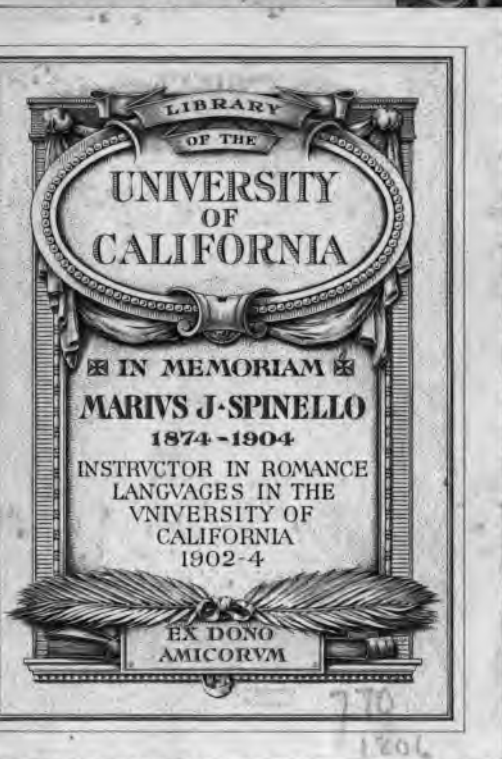 LIBRARY
OF THE
UNIVERSITY
OF
CALIFORNIA
IN MEMORIAM
MARIVS J·SPINELLO
1874-1904
INSTRVCTOR IN ROMANCE
LANGVAGES IN THE
VNIVERSITY OF
CALIFORNIA
1902-4
EX DONO
AMICORVM
770
1806